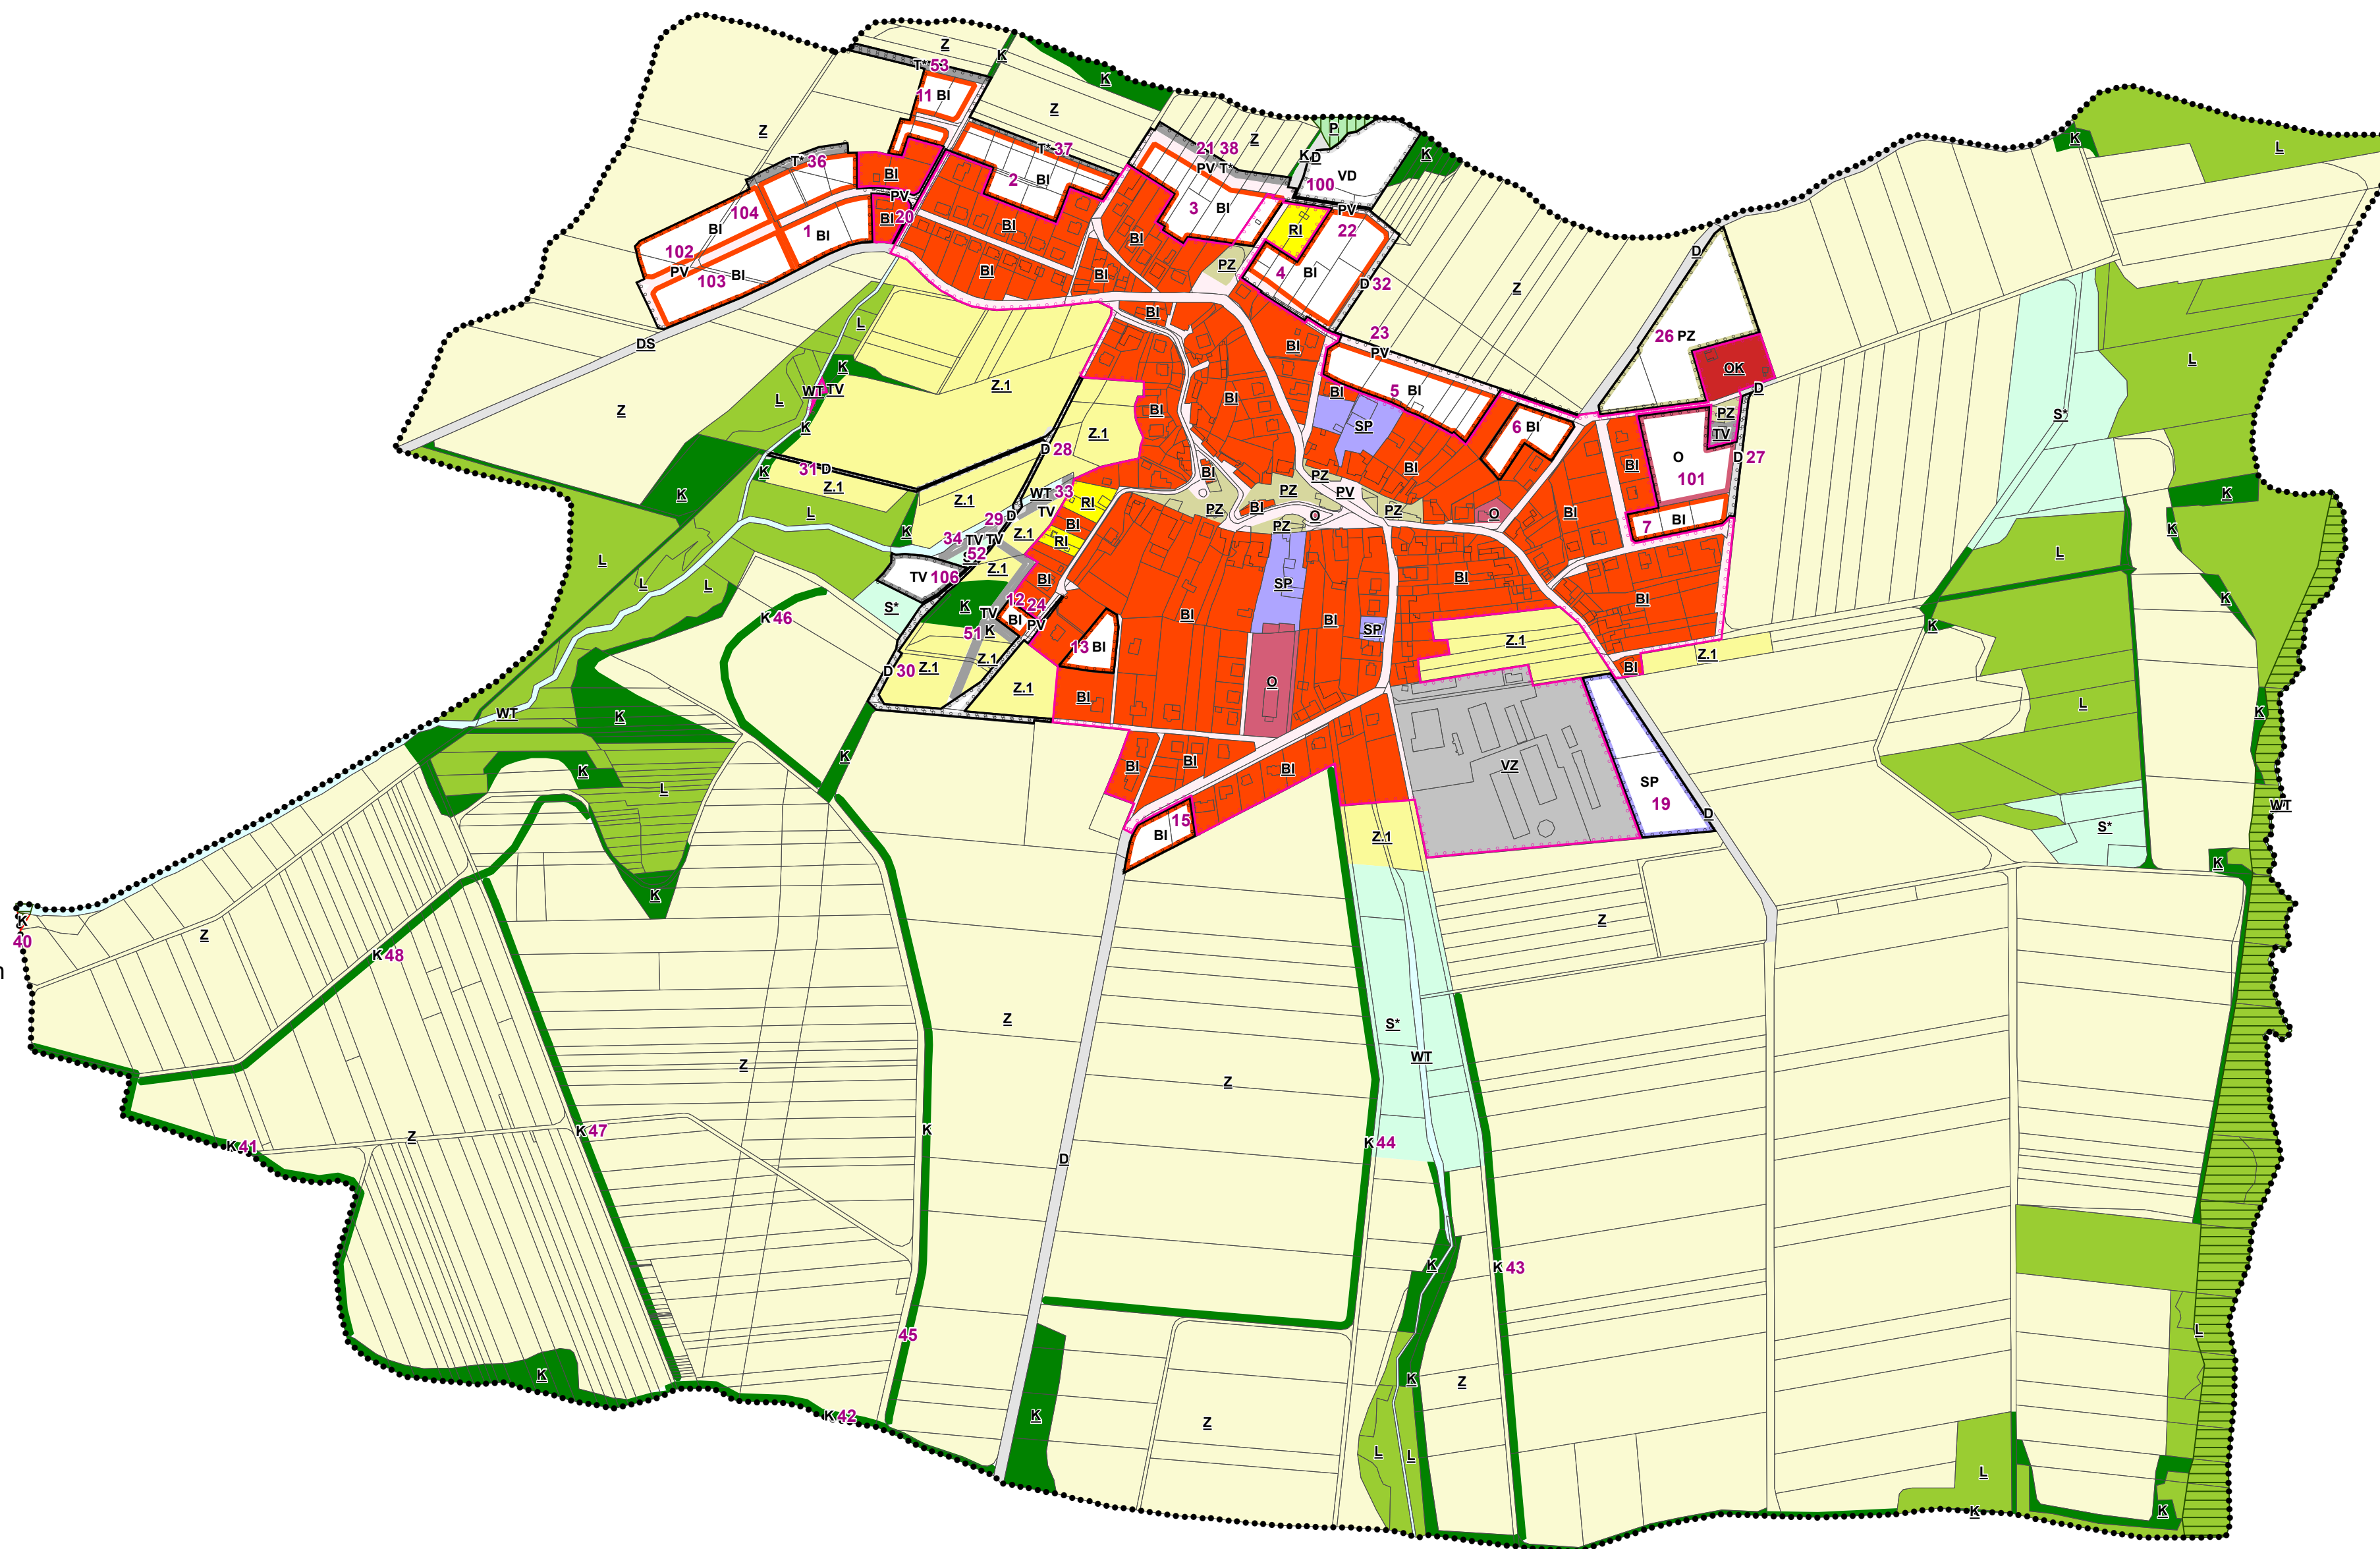 Z
K
T* 53
K
11 BI
Z
Z
T* 37
Z
21 38
PV T*
P
K
D
K
K
L
T* 36
BI
2
BI
100
VD
PV
104
PV
20
BI
3
BI
RI
22
BI
1
BI
BI
BI
4
BI
PZ
D
102
PV
103
BI
BI
BI
D 32
Z
DS
L
BI
23
PV
26 PZ
K
WT TV
Z.1
BI
BI
5 BI
OK
L
Z
L
K
BI
BI
SP
6 BI
D
PZ
TV
S*
D 28
Z.1
BI
BI
O
101
D 27
31 D
K
Z.1
BI
PZ
K
L
Z.1
WT
33
TV
RI
PZ
PZ
BI
PV
O
PZ
O
BI
7
BI
K
K
29 D
BI
RI
PZ
34
TV TV
Z.1
52
Z.1
BI
SP
BI
L
L
L
L
TV 106
S*
K
TV
K
51
12
24
BI
PV
BI
BI
BI
K
K
K 46
13
BI
SP
Z.1
Z.1
D 30
Z.1
Z.1
Z.1
BI
O
BI
L
WT
K
K
BI
BI
BI
VZ
SP
19
D
K
WT
K
L
15
BI
Z.1
S*
K
K
K
40
Z
K 48
Z
Z
S*
WT
Z
Z
K 41
Z
K 47
K
D
K 44
K
K 43
45
K
K 42
K
Z
K
Z
L
L
L
L
K
K